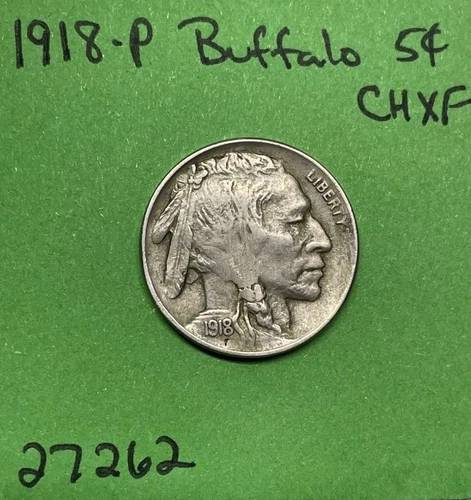 1918-P Buffalo 5¢
CHXF
LIBERTY
1918
F
27262